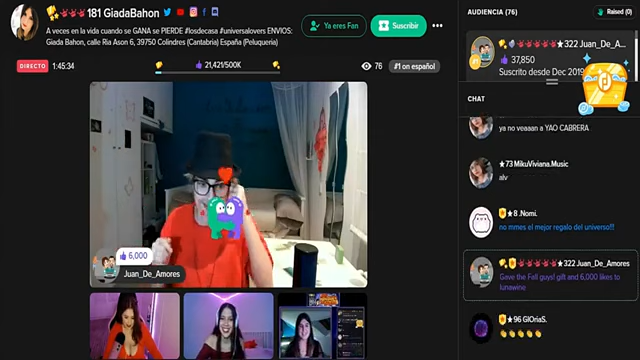 181 GiadaBahon
A veces en la vida cuando se GANA se PIERDE #losdecasa #universalovers ENVIOS:
Giada Bahon, calle Ria Ason 6, 39750 Colindres (Cantabria) España (Peluqueria)
Ya eres Fan
Suscribir
DIRECTO
1:45:34
21,421/500K
76
#1 on español
6,000
Juan_De_Amores
AUDIENCIA (76)
Raised (0)
322 Juan_De_A...
37,850
Suscrito desde Dec 2019
CHAT
ya no veaaan a YAO CABRERA
73 MikuViviana.Music
alv
8 .Nomi.
no mmes el mejor regalo del universo!!!
322 Juan_De_Amores
Gave the Fall guys! gift and 6,000 likes to
lunawine
96 GlOriaS.